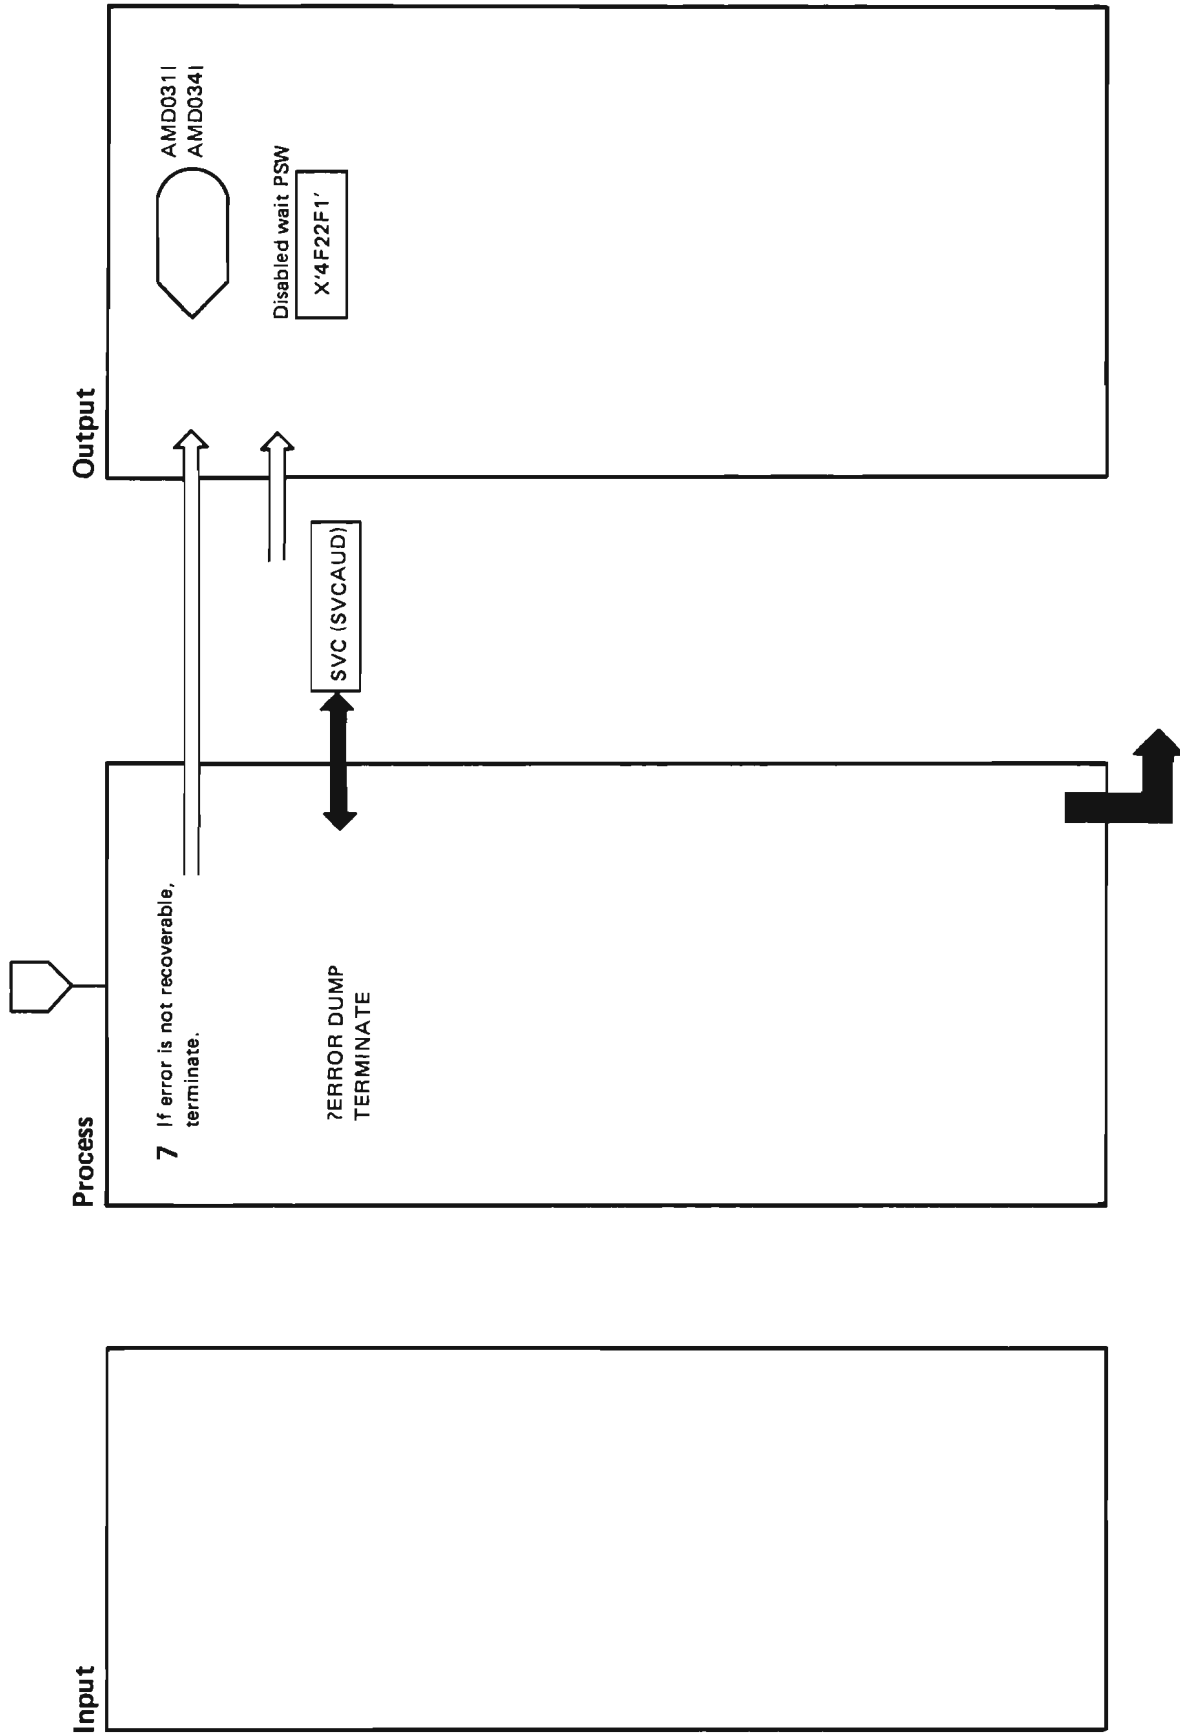 Input
Process
7 If error is not recoverable,
terminate.
?ERROR DUMP
TERMINATE
SVC (SVCAUD)
Output
AMD031I
AMD034I
Disabled wait PSW
X'4F22F1'